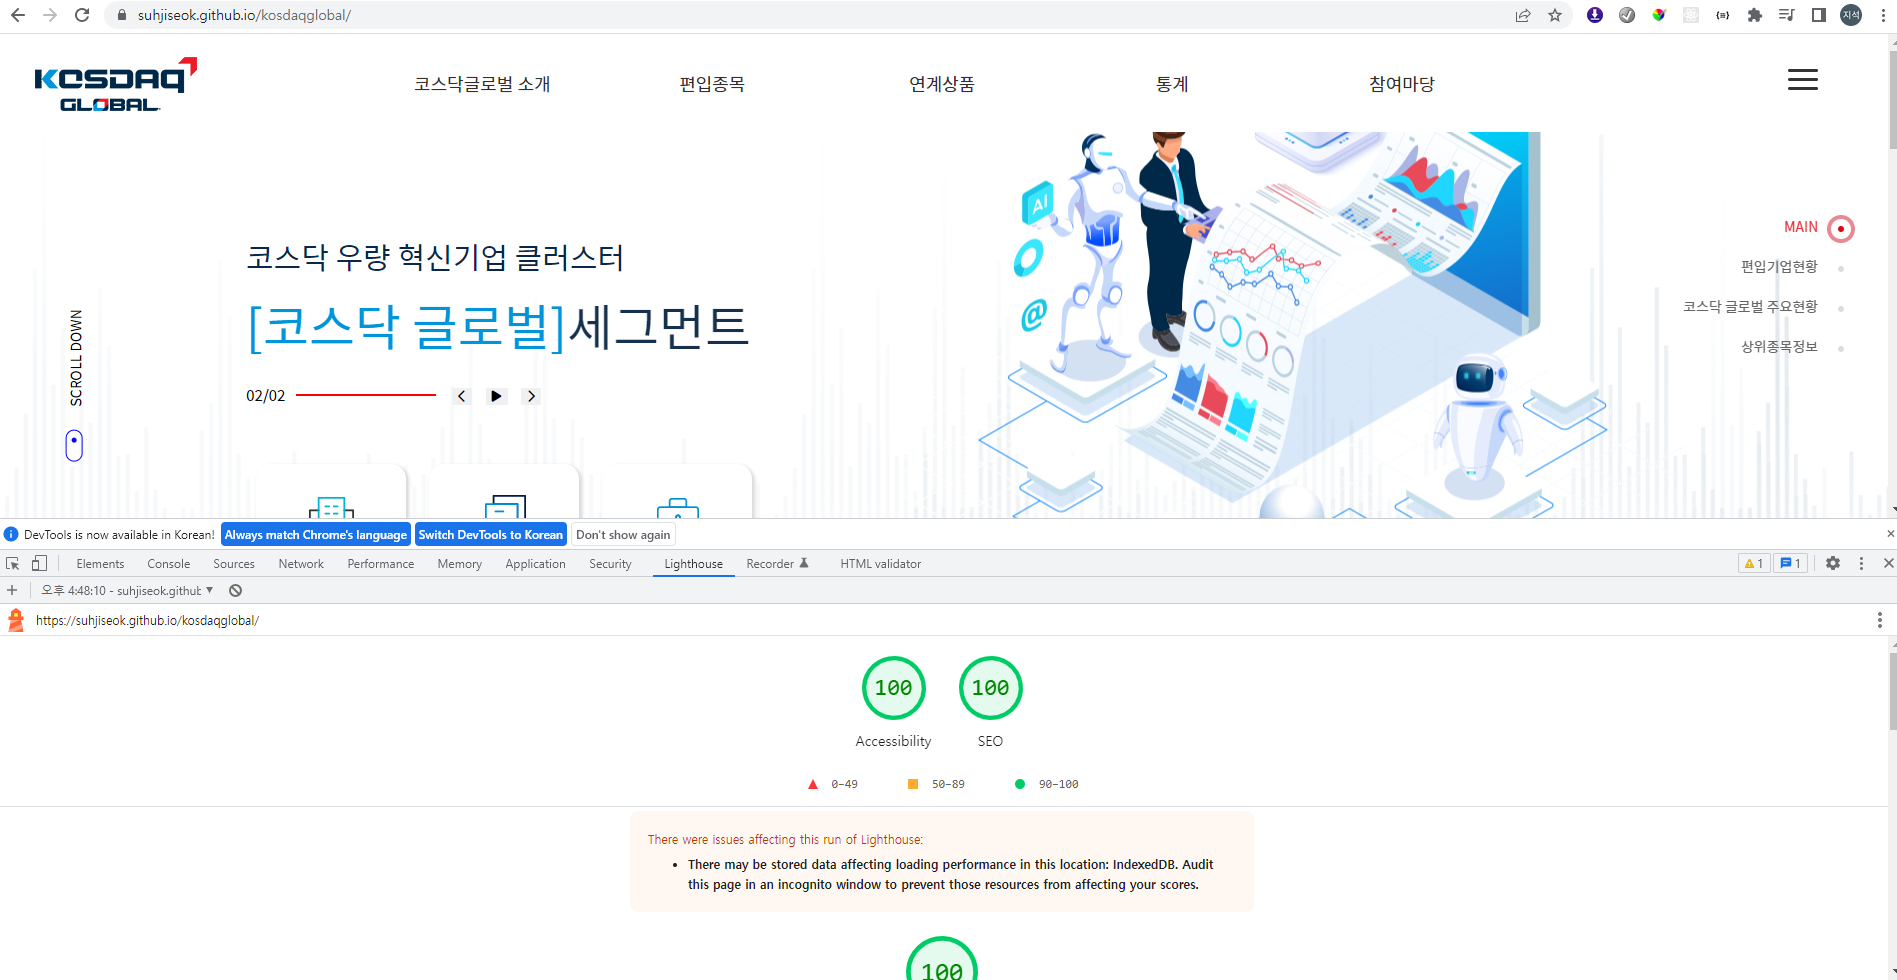 suhjiseok.github.io/kosdaqglobal/
지석
KOSDAQ
GLOBAL
코스닥글로벌 소개
편입종목
연계상품
통계
참여마당
코스닥 우량 혁신기업 클러스터
[코스닥 글로벌]세그먼트
02/02
SCROLL DOWN
AI
@
MAIN
편입기업현황
코스닥 글로벌 주요현황
상위종목정보
DevTools is now available in Korean!
Always match Chrome's language
Switch DevTools to Korean
Don't show again
Elements
Console
Sources
Network
Performance
Memory
Application
Security
Lighthouse
Recorder
HTML validator
1
1
오후 4:48:10 - suhjiseok.github
https://suhjiseok.github.io/kosdaqglobal/
100
100
Accessibility
SEO
0–49
50–89
90–100
There were issues affecting this run of Lighthouse:
There may be stored data affecting loading performance in this location: IndexedDB. Audit
this page in an incognito window to prevent those resources from affecting your scores.
100